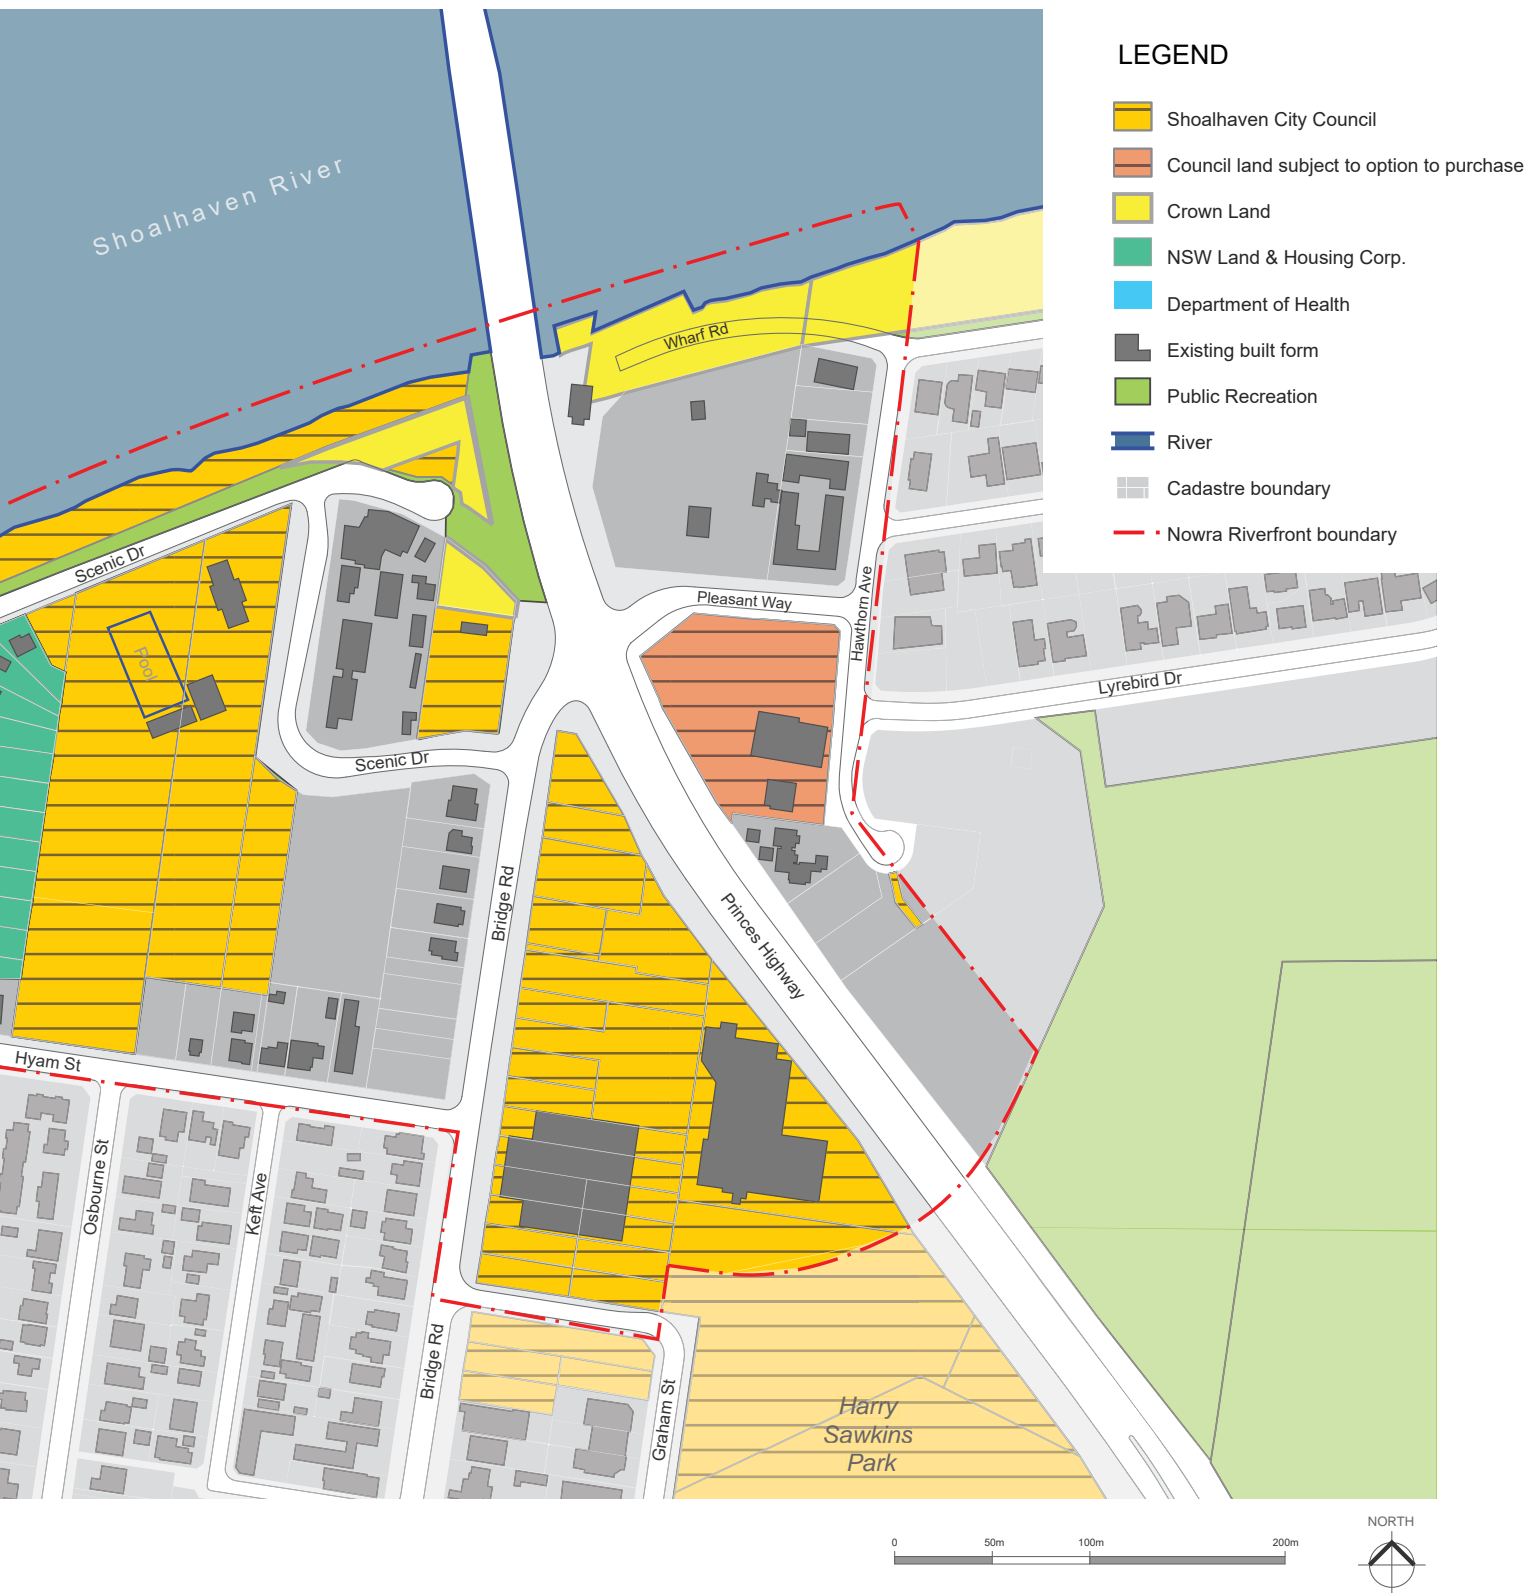 LEGEND
Shoalhaven City Council
Council land subject to option to purchase
Crown Land
NSW Land & Housing Corp.
Department of Health
Existing built form
Public Recreation
River
Cadastre boundary
Nowra Riverfront boundary
Shoalhaven River
Wharf Rd
Scenic Dr
Pleasant Way
Hawthorn Ave
Pool
Lyrebird Dr
Scenic Dr
Bridge Rd
Princes Highway
Hyam St
Osbourne St
Keft Ave
Bridge Rd
Graham St
Harry
Sawkins
Park
NORTH
0 50m 100m 200m